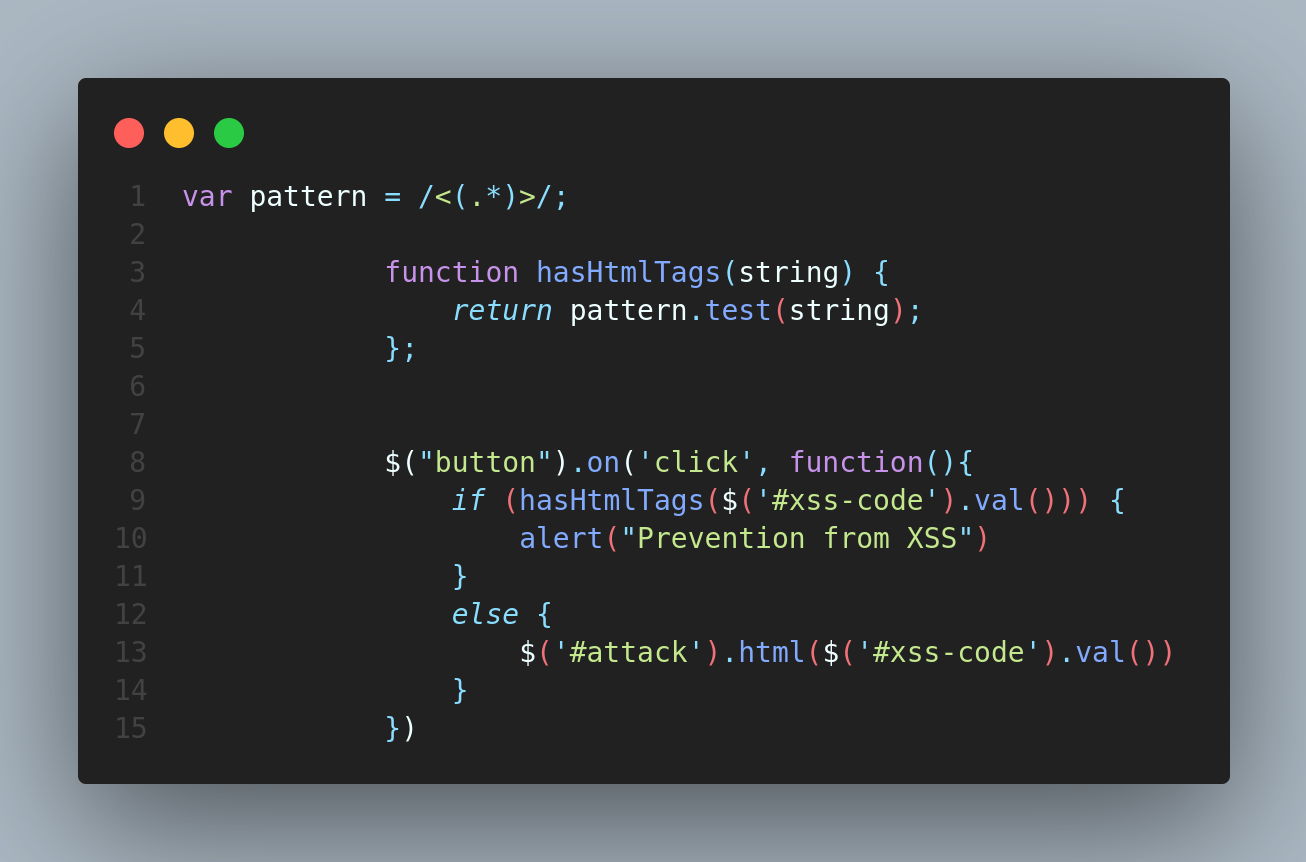 1 var pattern = /<(.*)>/;
2
3 function hasHtmlTags(string) {
4 return pattern.test(string);
5 };
6
7
8 $("button").on('click', function(){
9 if (hasHtmlTags($('#xss-code').val())) {
10 alert("Prevention from XSS")
11 }
12 else {
13 $('#attack').html($('#xss-code').val())
14 }
15 })